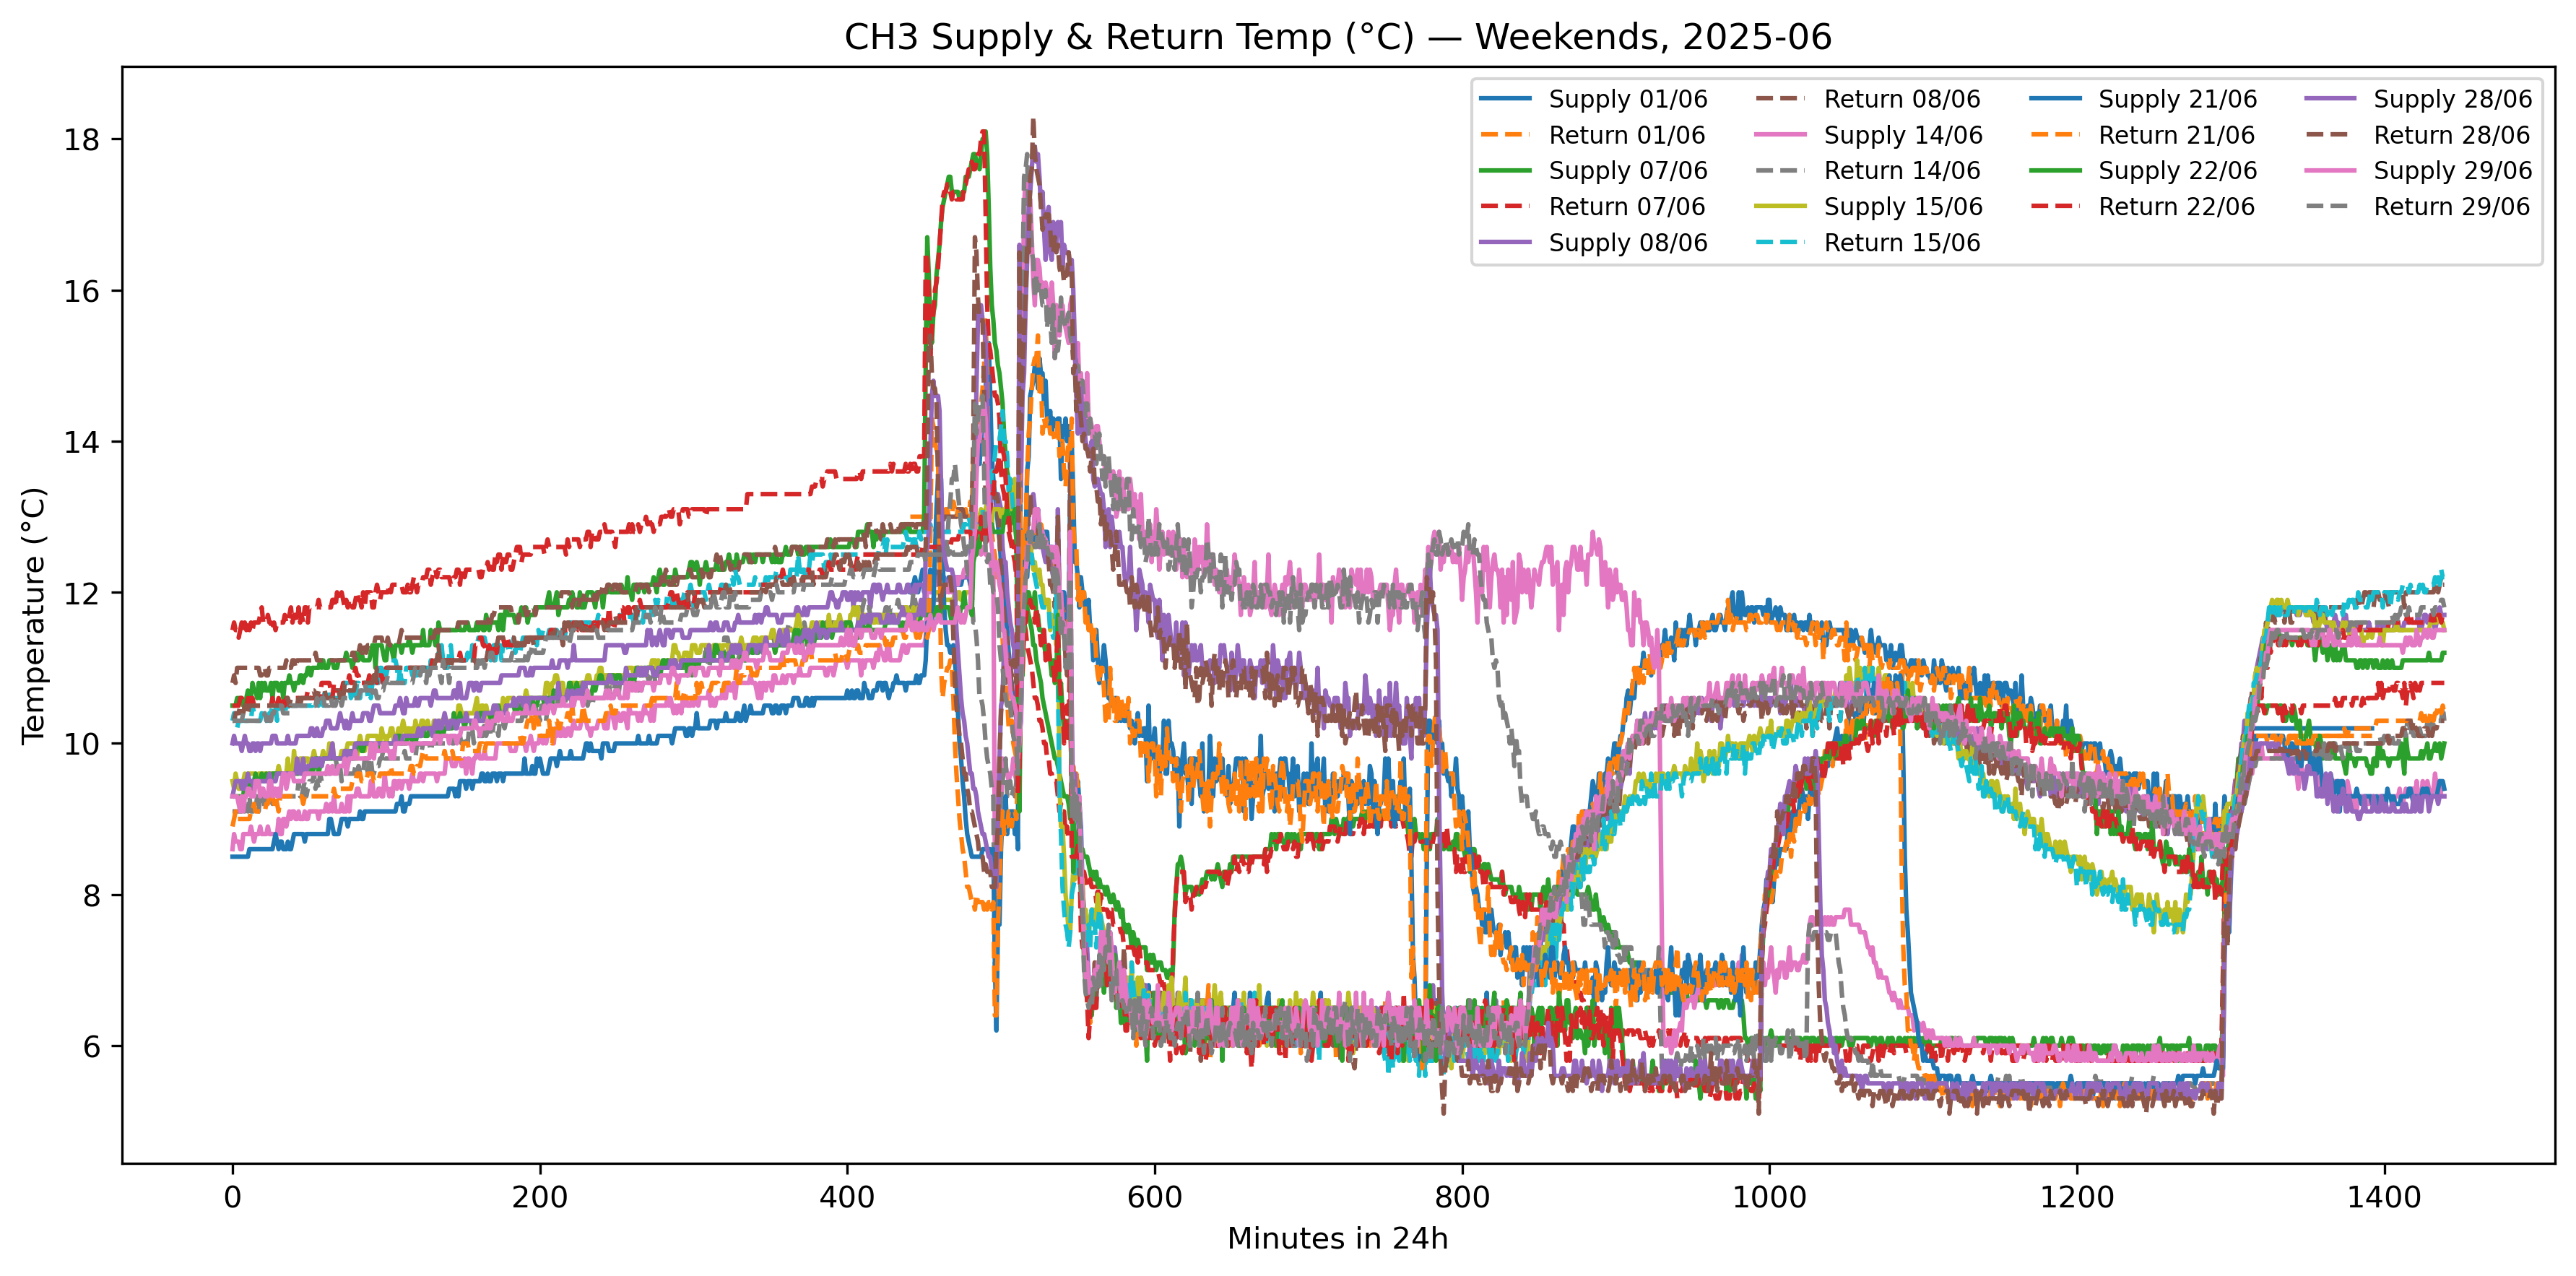 CH3 Supply & Return Temp (°C) — Weekends, 2025-06
Supply 01/06
Return 01/06
Supply 07/06
Return 07/06
Supply 08/06
Return 08/06
Supply 14/06
Return 14/06
Supply 15/06
Return 15/06
Supply 21/06
Return 21/06
Supply 22/06
Return 22/06
Supply 28/06
Return 28/06
Supply 29/06
Return 29/06
Temperature (°C)
18
16
14
12
10
8
6
0
200
400
600
800
1000
1200
1400
Minutes in 24h